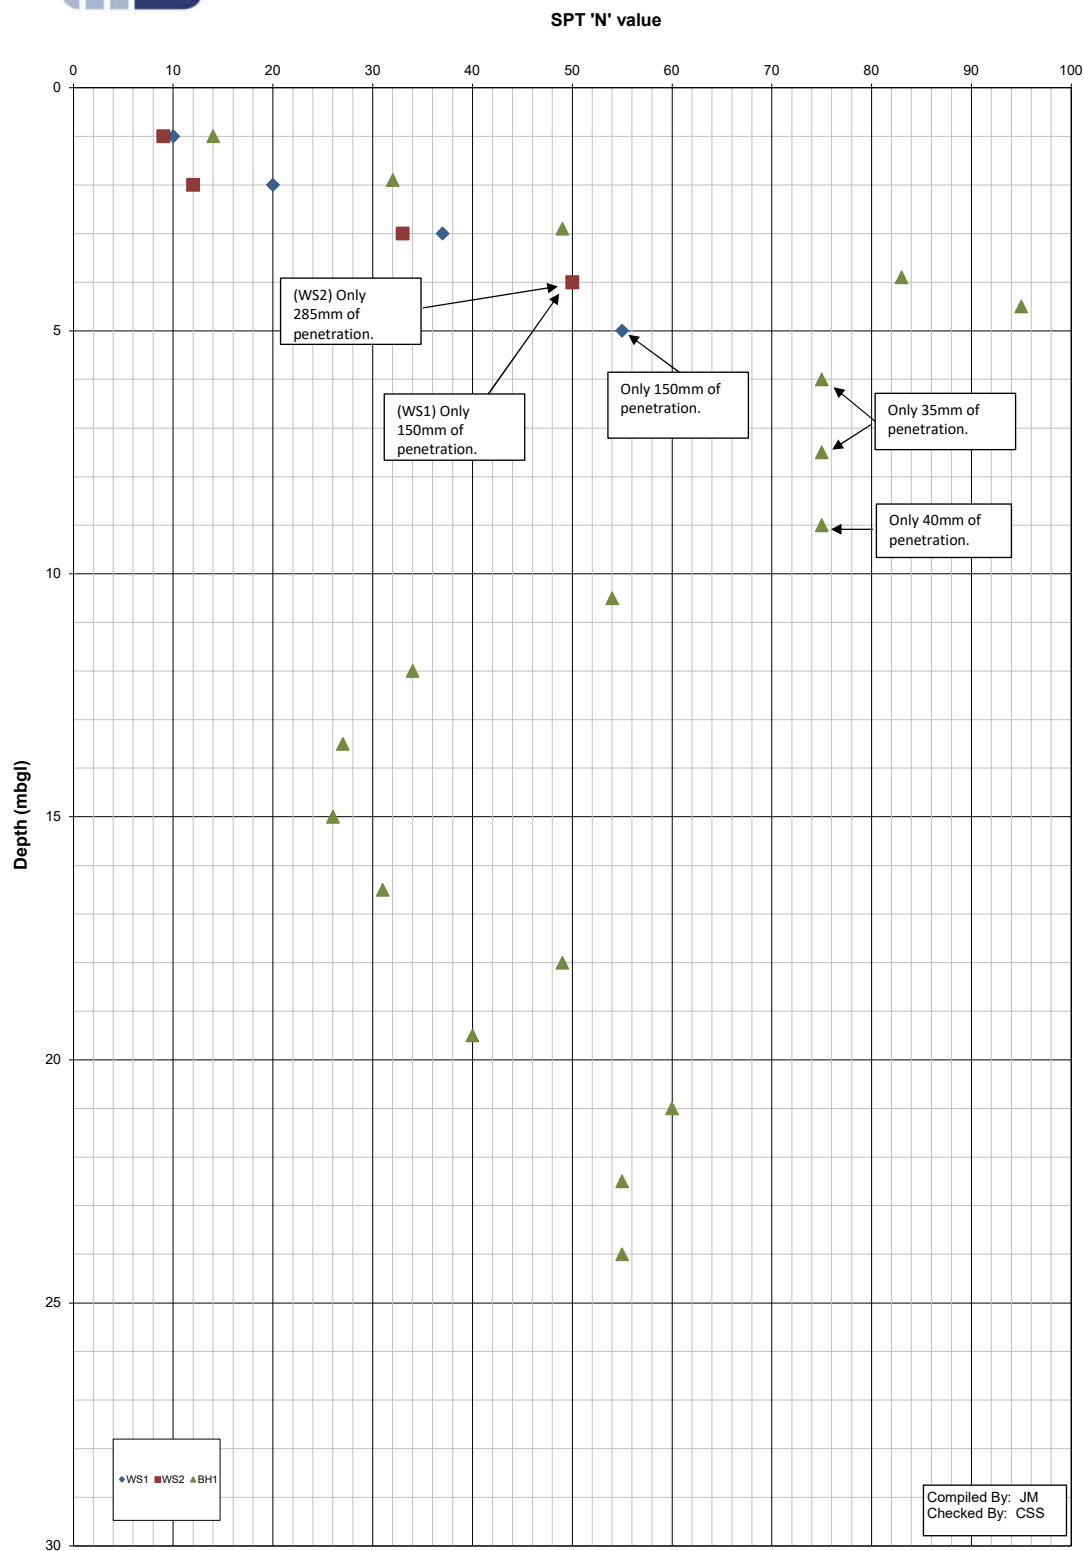 SPT 'N' value
0 10 20 30 40 50 60 70 80 90 100
0
5
10
15
20
25
30
Depth (mbgl)
(WS2) Only
285mm of
penetration.
(WS1) Only
150mm of
penetration.
Only 150mm of
penetration.
Only 35mm of
penetration.
Only 40mm of
penetration.
WS1 WS2 BH1
Compiled By: JM
Checked By: CSS